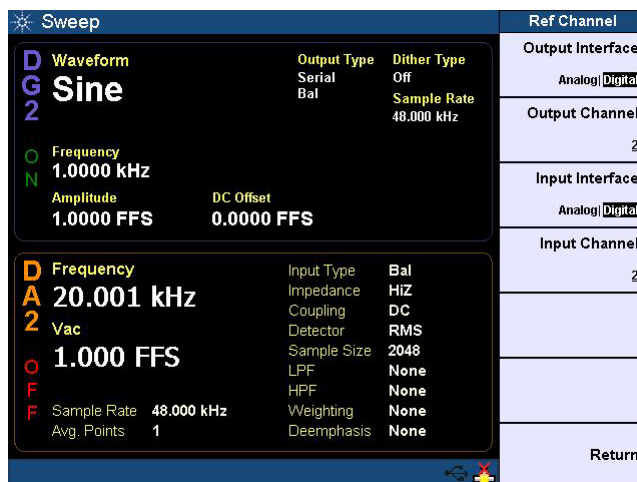 Sweep
Ref Channel
DG2
ON
Waveform
Sine
Output Type
Serial
Bal
Dither Type
Off
Sample Rate
48.000 kHz
Frequency
1.0000 kHz
Amplitude
1.0000 FFS
DC Offset
0.0000 FFS
DA2
OFF
Frequency
20.001 kHz
Vac
1.000 FFS
Sample Rate 48.000 kHz
Avg. Points 1
Input Type Bal
Impedance HiZ
Coupling DC
Detector RMS
Sample Size 2048
LPF None
HPF None
Weighting None
Deemphasis None
Output Interface
Analog| Digital
Output Channel
2
Input Interface
Analog| Digital
Input Channel
2
Return